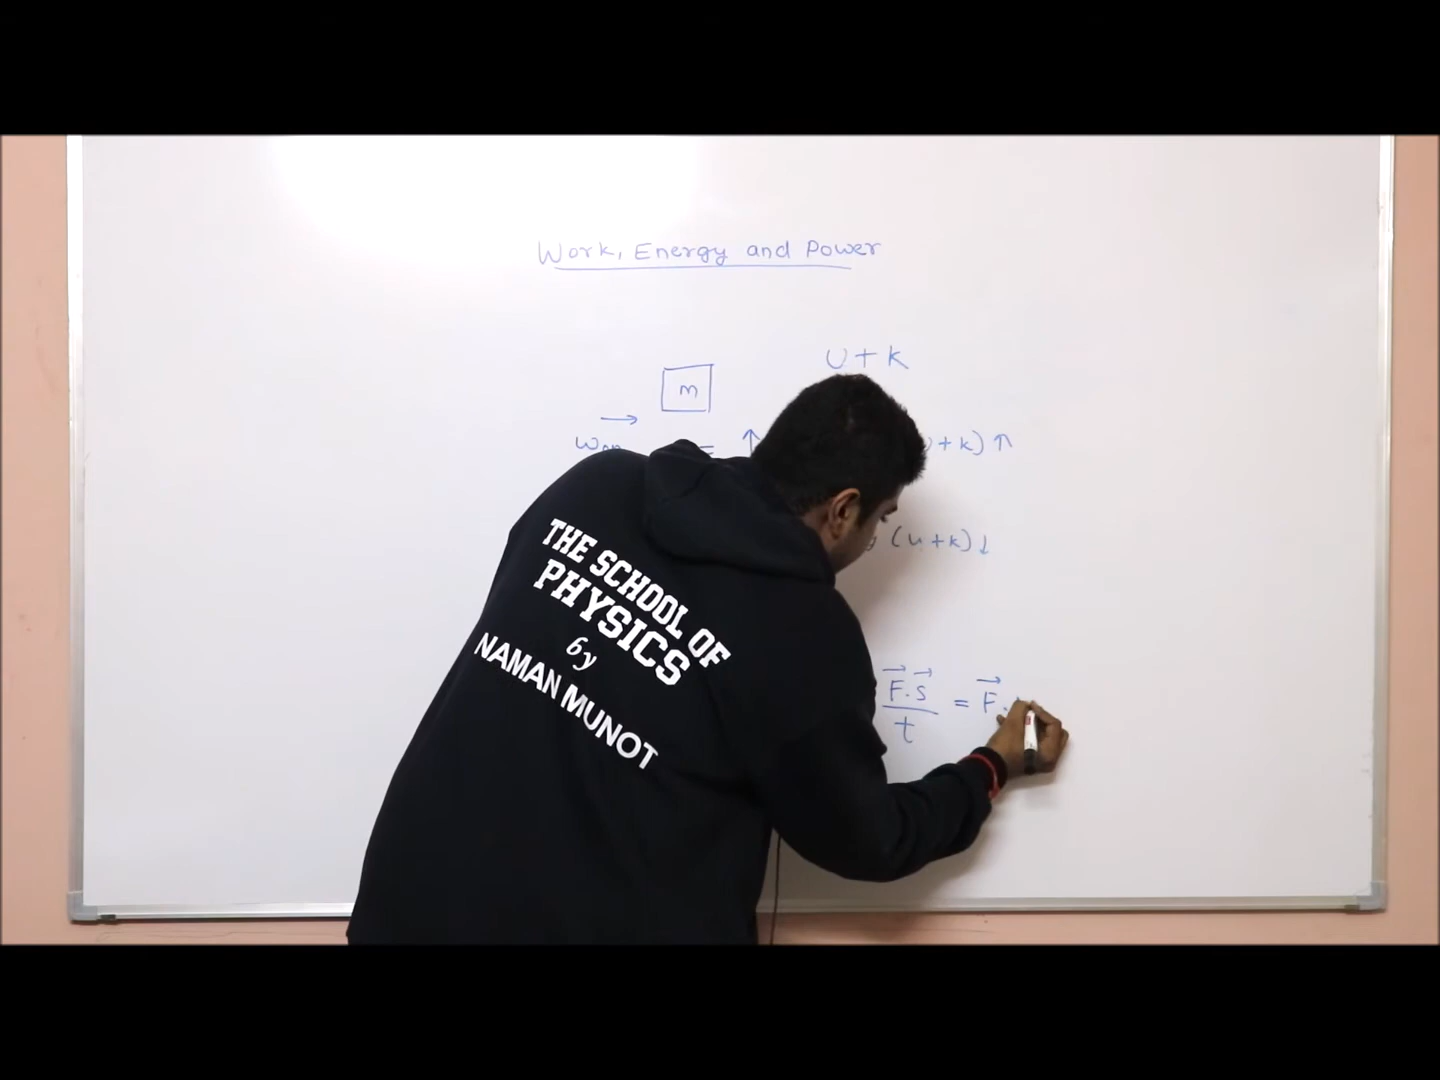 Work, Energy and Power
U + K
m
→
↑
+ K) ↑
(U + K) ↓
THE SCHOOL OF
PHYSICS
by
NAMAN MUNOT
F⃗.s⃗
= F⃗.
t